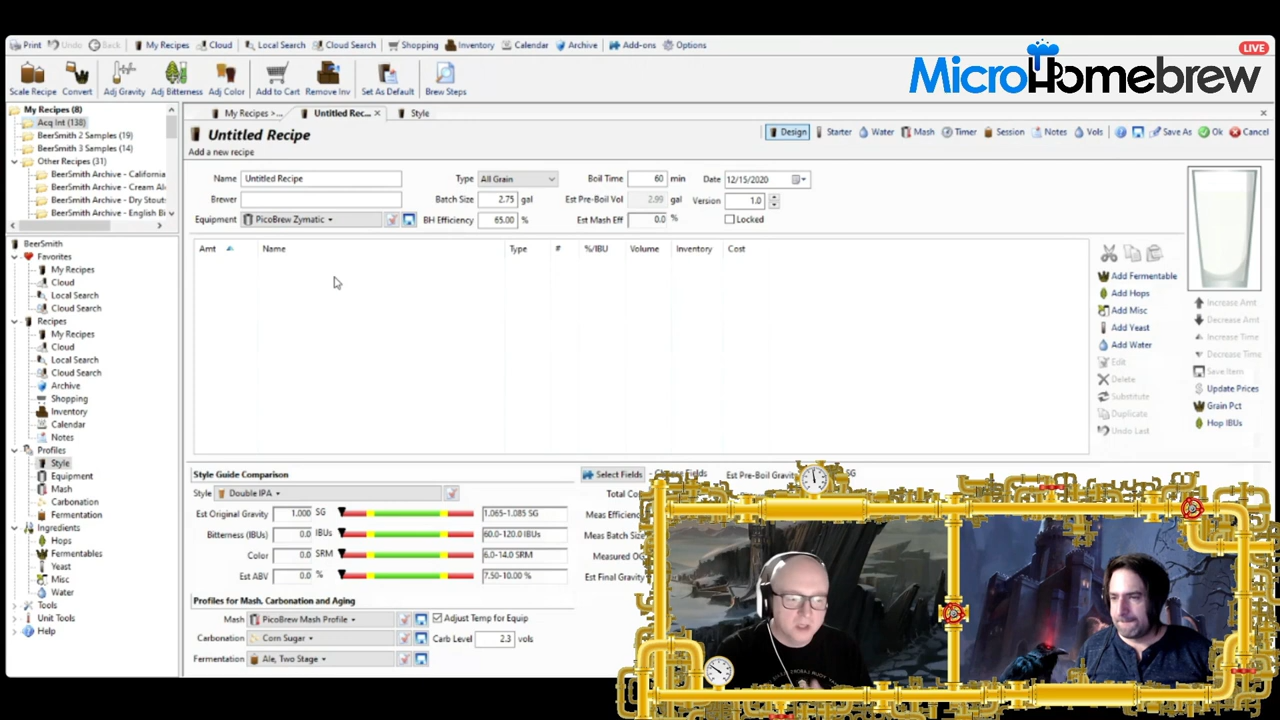 Print Undo Back My Recipes Cloud Local Search Cloud Search Shopping Inventory Calendar Archive Add-ons Options
LIVE
MicroHomebrew
Scale Recipe Convert Adj Gravity Adj Bitterness Adj Color Add to Cart Remove Inv Set As Default Brew Steps
My Recipes (8)
Acq Int (138)
BeerSmith 2 Samples (19)
BeerSmith 3 Samples (14)
Other Recipes (31)
BeerSmith Archive - California
BeerSmith Archive - Cream Al
BeerSmith Archive - Dry Stout
BeerSmith Archive - English Bi
BeerSmith
Favorites
My Recipes
Cloud
Local Search
Cloud Search
Recipes
My Recipes
Cloud
Local Search
Cloud Search
Archive
Shopping
Inventory
Calendar
Notes
Profiles
Style
Equipment
Mash
Carbonation
Fermentation
Ingredients
Hops
Fermentables
Yeast
Misc
Water
Tools
Unit Tools
Help
My Recipes >... Untitled Rec... Style
Untitled Recipe
Design Starter Water Mash Timer Session Notes Vols Save As Ok Cancel
Add a new recipe
Name Untitled Recipe Type All Grain Boil Time 60 min Date 12/15/2020
Brewer Batch Size 2.75 gal Est Pre-Boil Vol 2.99 gal Version 1.0
Equipment PicoBrew Zymatic BH Efficiency 65.00 % Est Mash Eff 0.0 % Locked
Amt Name Type # %/IBU Volume Inventory Cost
Add Fermentable
Add Hops
Add Misc
Add Yeast
Add Water
Edit
Delete
Substitute
Duplicate
Undo Last
Increase Amt
Decrease Amt
Increase Time
Decrease Time
Save Item
Update Prices
Grain Pct
Hop IBUs
Style Guide Comparison Select Fields - Choose Fields Est Pre-Boil Gravity SG
Style Double IPA Total Co
Est Original Gravity 1.000 SG 1.065-1.085 SG Meas Efficienc
Bitterness (IBUs) 0.0 IBUs 60.0-120.0 IBUs Meas Batch Size
Color 0.0 SRM 6.0-14.0 SRM Measured OG
Est ABV 0.0 % 7.50-10.00 % Est Final Gravity
Profiles for Mash, Carbonation and Aging
Mash PicoBrew Mash Profile Adjust Temp for Equip
Carbonation Corn Sugar Carb Level 2.3 vols
Fermentation Ale, Two Stage